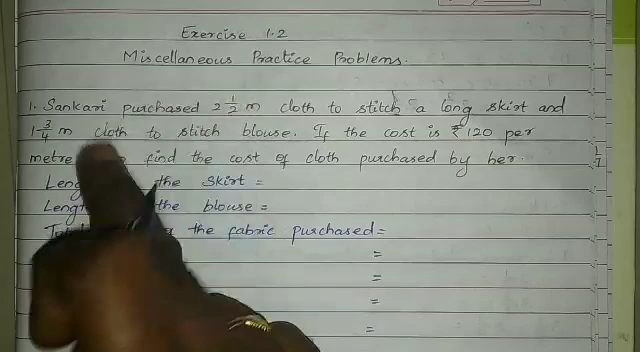 Exercise 1.2
Miscellaneous Practice Problems.
1. Sankari purchased 2 1/2 m cloth to stitch a long skirt and
1 3/4 m cloth to stitch blouse. If the cost is ₹120 per
metre find the cost of cloth purchased by her.
the skirt =
the blouse =
the fabric purchased =
=
=
=
=